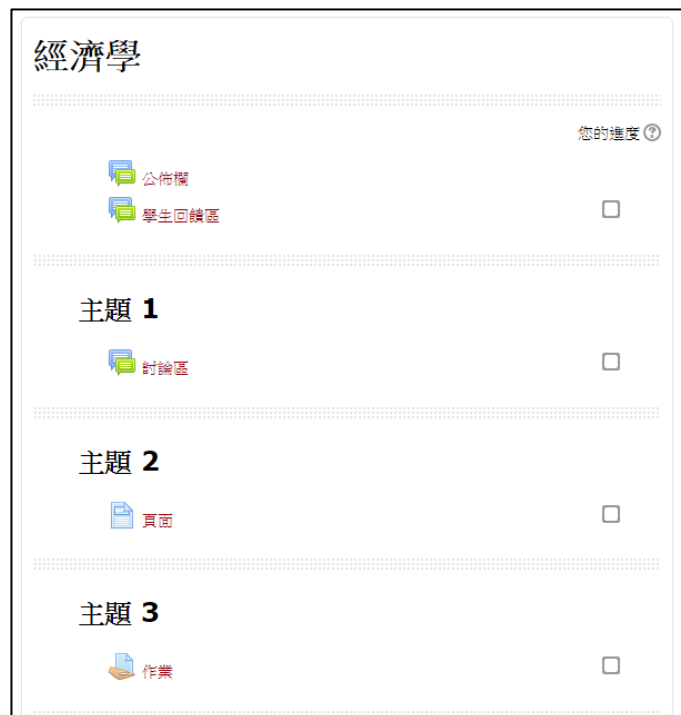 經濟學
您的進度
公佈欄
學生回饋區
主題 1
討論區
主題 2
頁面
主題 3
作業